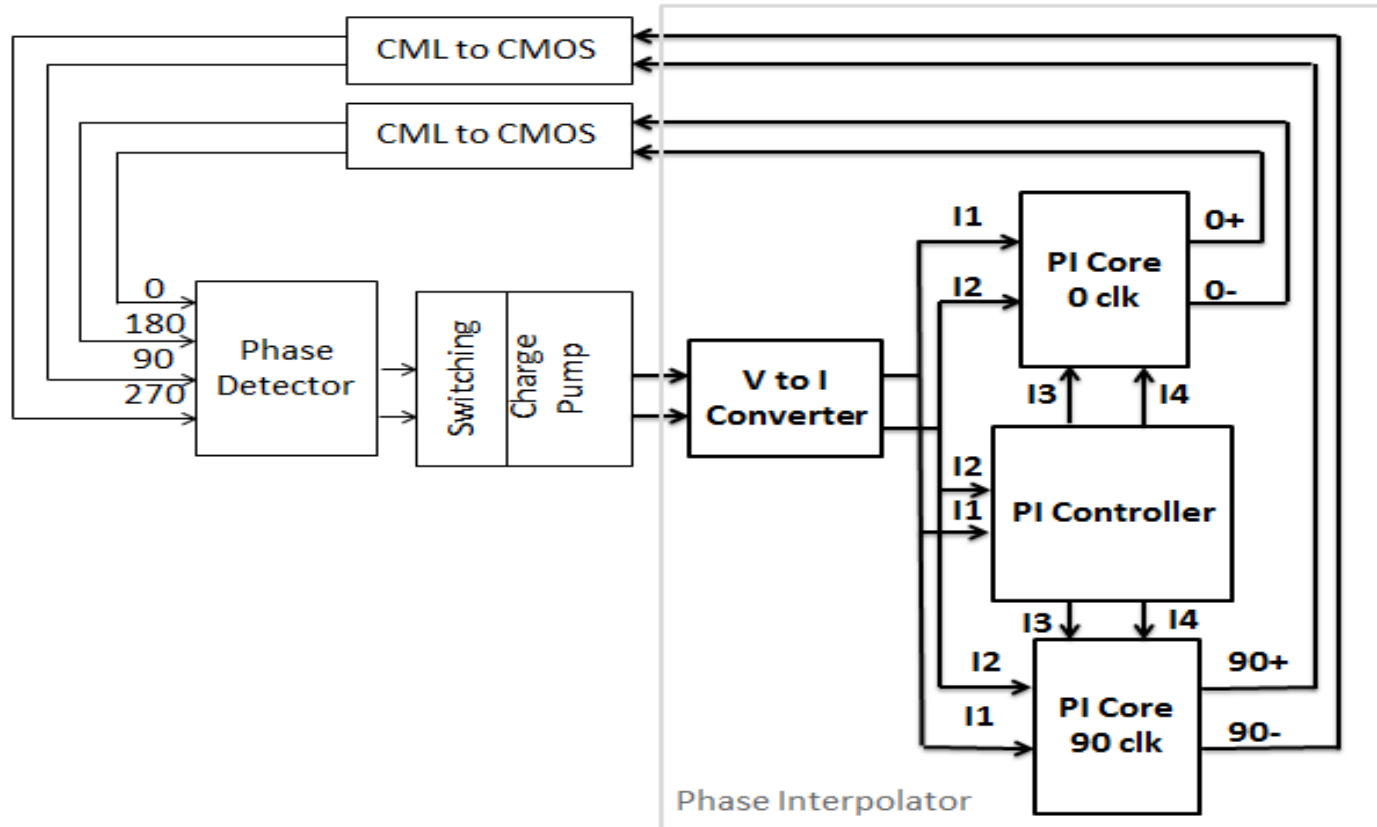 CML to CMOS
CML to CMOS
0
180
90
270
Phase
Detector
Switching
Charge
Pump
V to I
Converter
I1
I2
PI Core
0 clk
0+
0-
I3
I4
I2
I1
PI Controller
I3
I4
I2
I1
PI Core
90 clk
90+
90-
Phase Interpolator